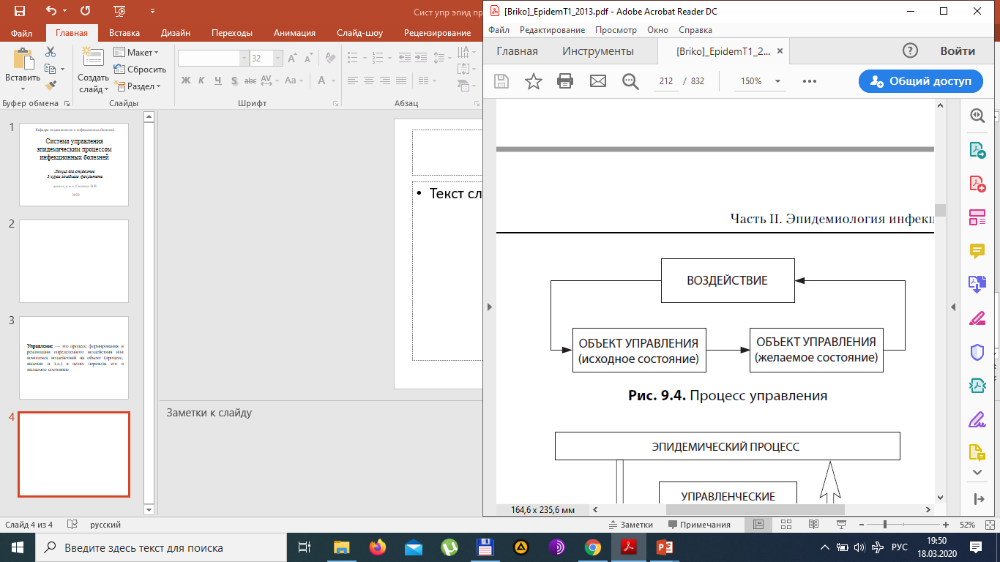 Сист упр эпид пр
Файл Главная Вставка Дизайн Переходы Анимация Слайд-шоу Рецензирование
Вставить
Создать слайд
Макет
Сбросить
Раздел
32
Ж К Ч S abc AV Aa A
Буфер обмена Слайды Шрифт Абзац
1
Кафедра эпидемиологии и инфекционных болезней
Система управления
эпидемическим процессом
инфекционных болезней
Лекция для студентов
5 курса лечебного факультета
2020
2
3
Управление — это процесс формирования и
реализации определенного воздействия или
комплекса воздействий на объект (процесс,
явление и т.п.) в целях перевода его в
желаемое состояние
4
Текст сл
Заметки к слайду
Слайд 4 из 4 русский
Заметки Примечания 52%
[Briko]_EpidemT1_2013.pdf - Adobe Acrobat Reader DC
Файл Редактирование Просмотр Окно Справка
Главная Инструменты [Briko]_EpidemT1_2... Войти
212 / 832 150% Общий доступ
Часть II. Эпидемиология инфекц
ВОЗДЕЙСТВИЕ
ОБЪЕКТ УПРАВЛЕНИЯ
(исходное состояние)
ОБЪЕКТ УПРАВЛЕНИЯ
(желаемое состояние)
Рис. 9.4. Процесс управления
ЭПИДЕМИЧЕСКИЙ ПРОЦЕСС
УПРАВЛЕНЧЕСКИЕ
164,6 x 235,6 мм
Введите здесь текст для поиска
РУС
19:50
18.03.2020